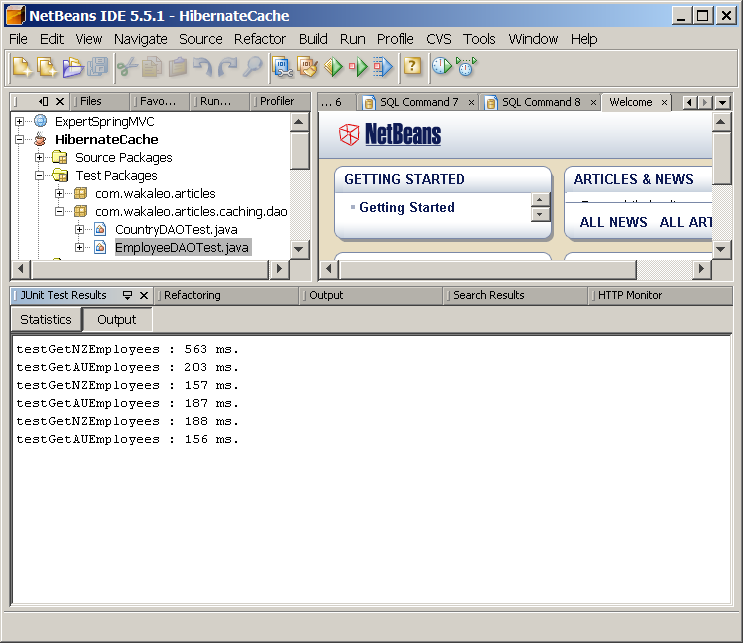 NetBeans IDE 5.5.1 - HibernateCache
File Edit View Navigate Source Refactor Build Run Profile CVS Tools Window Help
Files Favo... Run... Profiler ... 6 SQL Command 7 SQL Command 8 Welcome
ExpertSpringMVC
HibernateCache
Source Packages
Test Packages
com.wakaleo.articles
com.wakaleo.articles.caching.dao
CountryDAOTest.java
EmployeeDAOTest.java
NetBeans
GETTING STARTED
Getting Started
ARTICLES & NEWS
ALL NEWS ALL ART
JUnit Test Results Refactoring Output Search Results HTTP Monitor
Statistics Output
testGetNZEmployees : 563 ms.
testGetAUEmployees : 203 ms.
testGetNZEmployees : 157 ms.
testGetAUEmployees : 187 ms.
testGetNZEmployees : 188 ms.
testGetAUEmployees : 156 ms.